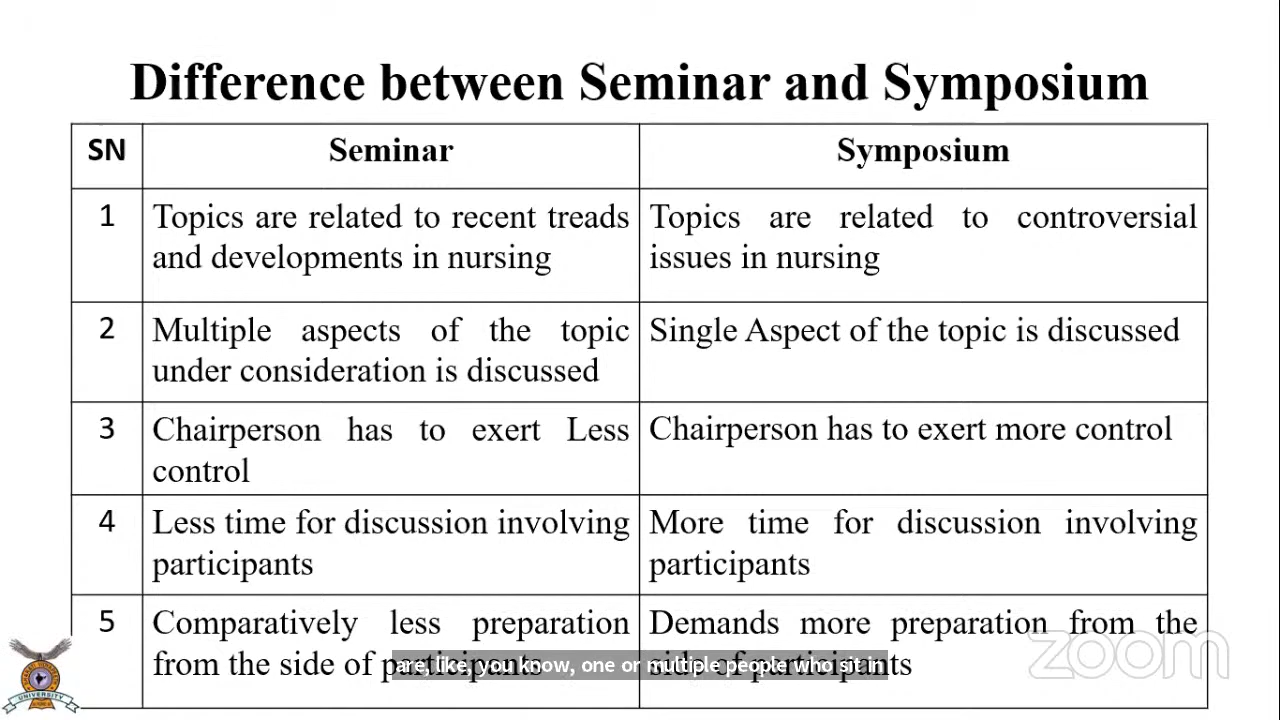 Difference between Seminar and Symposium
SN Seminar Symposium
1 Topics are related to recent treads Topics are related to controversial
and developments in nursing issues in nursing
2 Multiple aspects of the topic Single Aspect of the topic is discussed
under consideration is discussed
3 Chairperson has to exert Less Chairperson has to exert more control
control
4 Less time for discussion involving More time for discussion involving
participants participants
5 Comparatively less preparation Demands more preparation from the
from the side of participants side of participants
are, like, you know, one or multiple people who sit in
zoom
UNIVERSITY